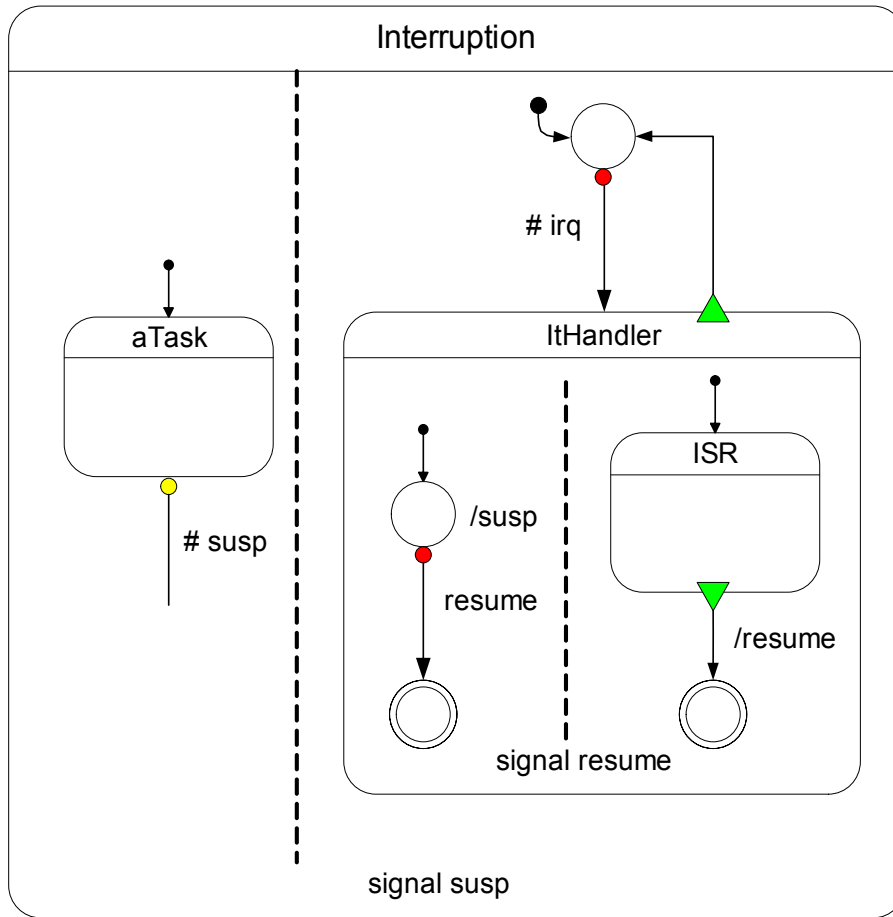 Interruption
# irq
aTask
# susp
ItHandler
/susp
resume
ISR
/resume
signal resume
signal susp